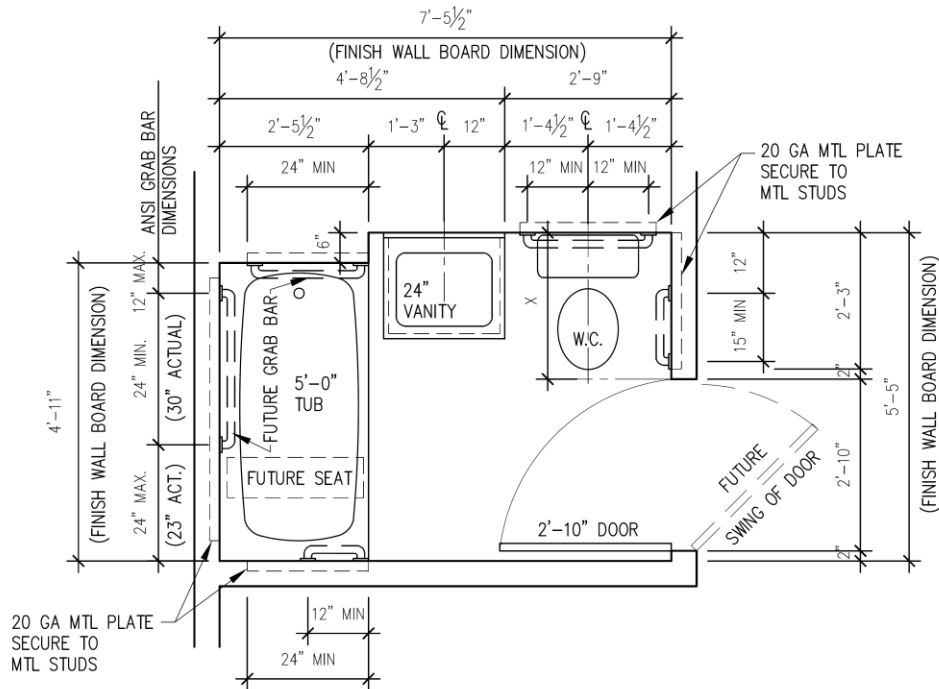 7'-5½"
(FINISH WALL BOARD DIMENSION)
4'-8½"
2'-9"
2'-5½"
1'-3"
℄
12"
1'-4½"
℄
1'-4½"
24" MIN
12" MIN
12" MIN
20 GA MTL PLATE
SECURE TO
MTL STUDS
ANSI GRAB BAR
DIMENSIONS
6"
12" MAX.
24" MIN.
(30" ACTUAL)
24" MAX.
(23" ACT.)
4'-11"
(FINISH WALL BOARD DIMENSION)
FUTURE GRAB BAR
5'-0"
TUB
FUTURE SEAT
24"
VANITY
X
W.C.
12"
15" MIN
2'-3"
2"
2'-10"
2"
5'-5"
(FINISH WALL BOARD DIMENSION)
FUTURE
SWING OF DOOR
2'-10" DOOR
20 GA MTL PLATE
SECURE TO
MTL STUDS
12" MIN
24" MIN